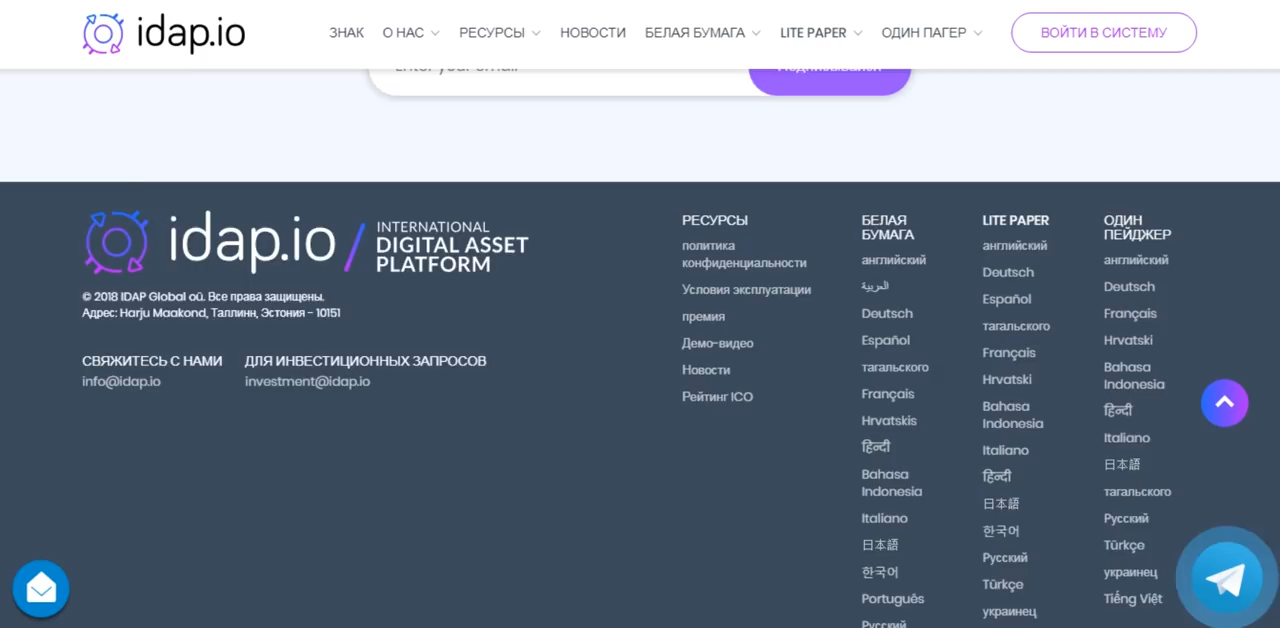 idap.io
ЗНАК
О НАС
РЕСУРСЫ
НОВОСТИ
БЕЛАЯ БУМАГА
LITE PAPER
ОДИН ПАГЕР
ВОЙТИ В СИСТЕМУ
idap.io
INTERNATIONAL
DIGITAL ASSET
PLATFORM
© 2018 IDAP Global oü. Все права защищены.
Адрес: Harju Maakond, Таллинн, Эстония - 10151
СВЯЖИТЕСЬ С НАМИ
info@idap.io
ДЛЯ ИНВЕСТИЦИОННЫХ ЗАПРОСОВ
investment@idap.io
РЕСУРСЫ
политика
конфиденциальности
Условия эксплуатации
премия
Демо-видео
Новости
Рейтинг ICO
БЕЛАЯ
БУМАГА
английский
العربية
Deutsch
Español
тагальского
Français
Hrvatskis
हिन्दी
Bahasa
Indonesia
Italiano
日本語
한국어
Português
Русский
LITE PAPER
английский
Deutsch
Español
тагальского
Français
Hrvatski
Bahasa
Indonesia
Italiano
हिन्दी
日本語
한국어
Русский
Türkçe
украинец
ОДИН
ПЕЙДЖЕР
английский
Deutsch
Français
Hrvatski
Bahasa
Indonesia
हिन्दी
Italiano
日本語
тагальского
Русский
Türkçe
украинец
Tiếng Việt